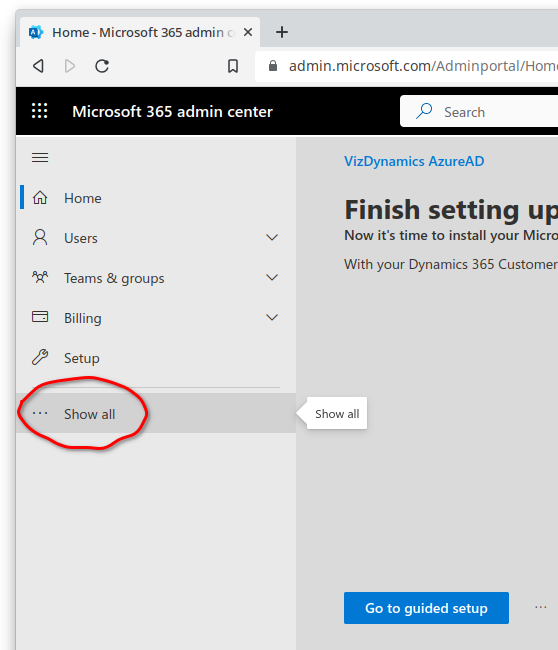 Home - Microsoft 365 admin c
admin.microsoft.com/Adminportal/Home
Microsoft 365 admin center
Search
Home
Users
Teams & groups
Billing
Setup
Show all
Show all
VizDynamics AzureAD
Finish setting up
Now it's time to install your Micro
With your Dynamics 365 Customer
Go to guided setup